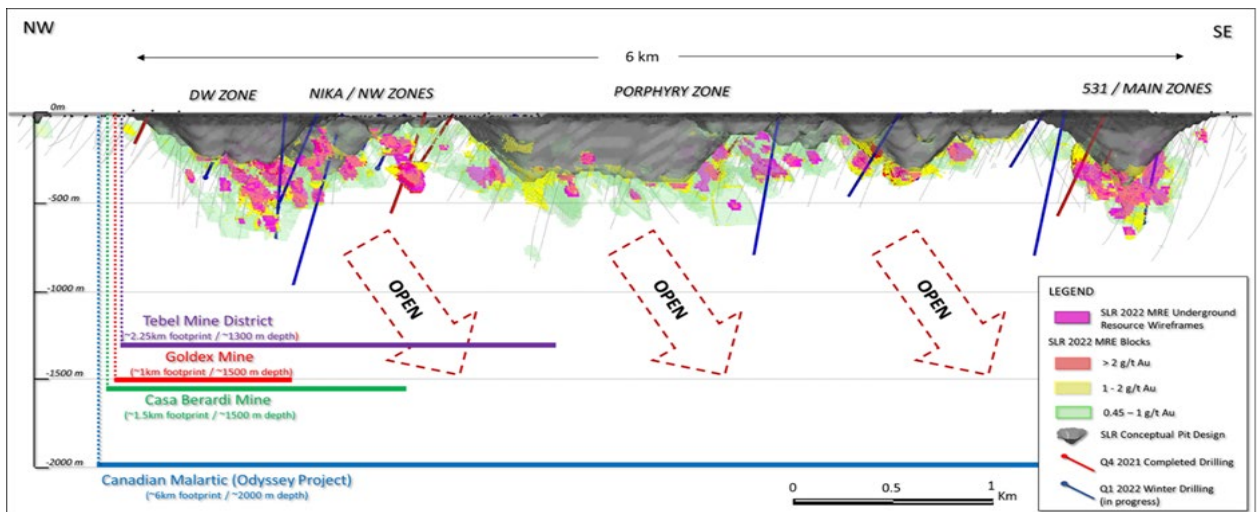 NW
SE
6 km
DW ZONE
NIKA / NW ZONES
PORPHYRY ZONE
531 / MAIN ZONES
0m
-500 m
-1000 m
-1500 m
-2000 m
OPEN
OPEN
OPEN
Tebel Mine District
(~2.25km footprint / ~1300 m depth)
Goldex Mine
(~1km footprint / ~1500 m depth)
Casa Berardi Mine
(~1.5km footprint / ~1500 m depth)
Canadian Malartic (Odyssey Project)
(~6km footprint / ~2000 m depth)
0 0.5 1
Km
LEGEND
SLR 2022 MRE Underground
Resource Wireframes
SLR 2022 MRE Blocks
> 2 g/t Au
1 - 2 g/t Au
0.45 – 1 g/t Au
SLR Conceptual Pit Design
Q4 2021 Completed Drilling
Q1 2022 Winter Drilling
(in progress)